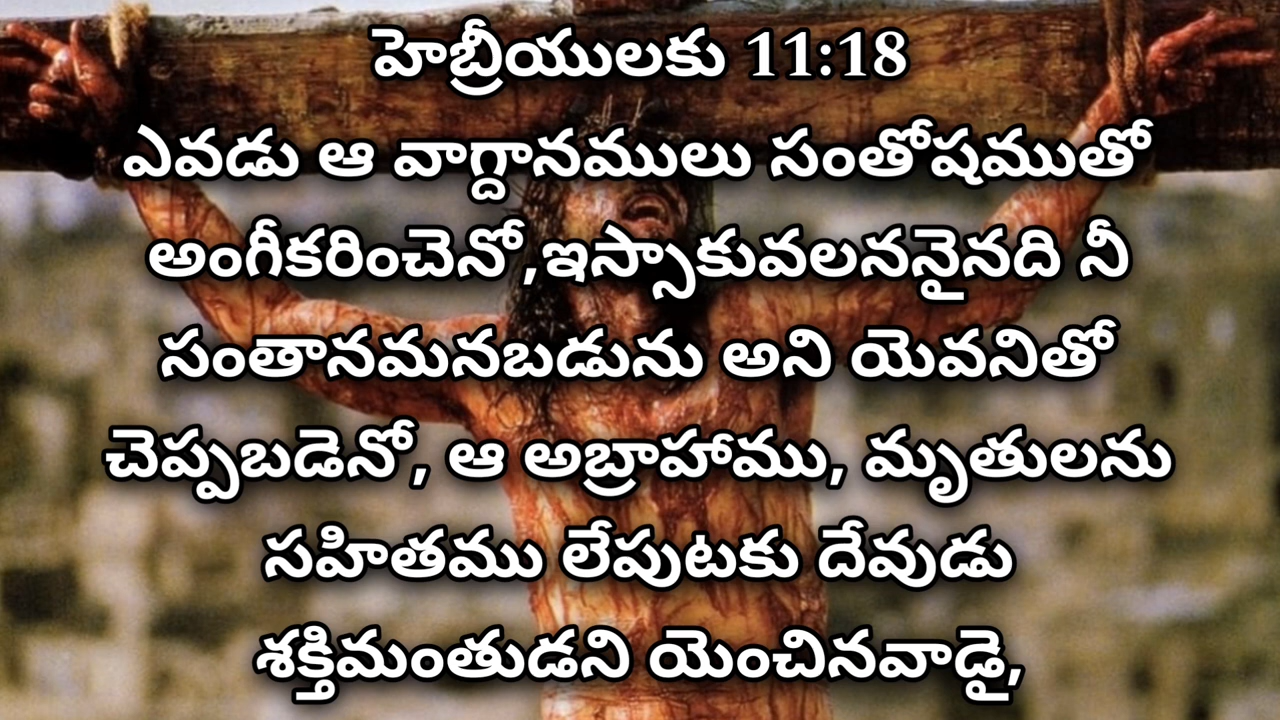 హెబ్రీయులకు 11:18
ఎవడు ఆ వాగ్దానములు సంతోషముతో
అంగీకరించెనో,ఇస్సాకువలననైనది నీ
సంతానమనబడును అని యెవనితో
చెప్పబడెనో, ఆ అబ్రాహాము, మృతులను
సహితము లేపుటకు దేవుడు
శక్తిమంతుడని యెంచినవాడై,